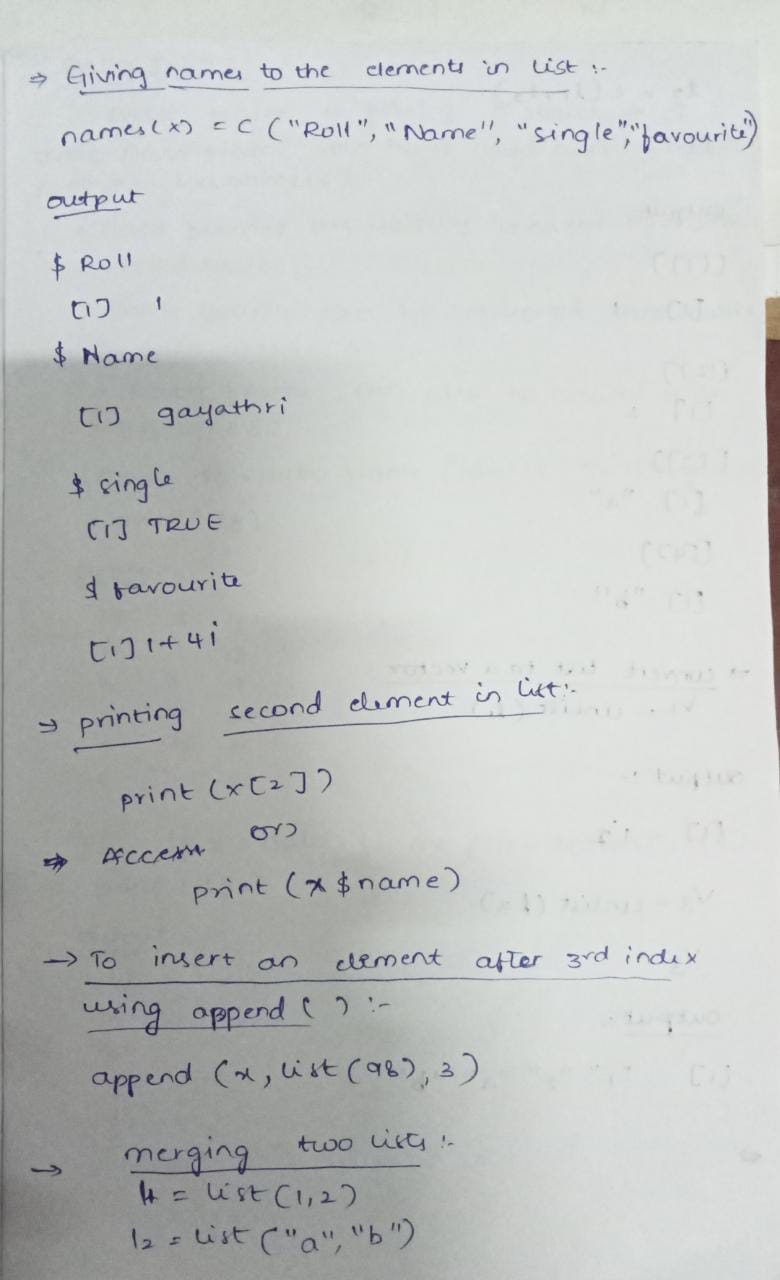 ⇒ Giving names to the elements in list :-
names(x) = c ("Roll", "Name", "single","favourite")
output
$ Roll
[1] 1
$ Name
[1] gayathri
$ single
[1] TRUE
$ favourite
[1] 1+4i
→ printing second element in list:-
print (x[2])
or)
⇒ Access
print (x $name)
→ To insert an element after 3rd index
using append ( ) :-
append (x, list (98), 3)
→ merging two lists :-
l1 = list (1,2)
l2 = list ("a", "b")